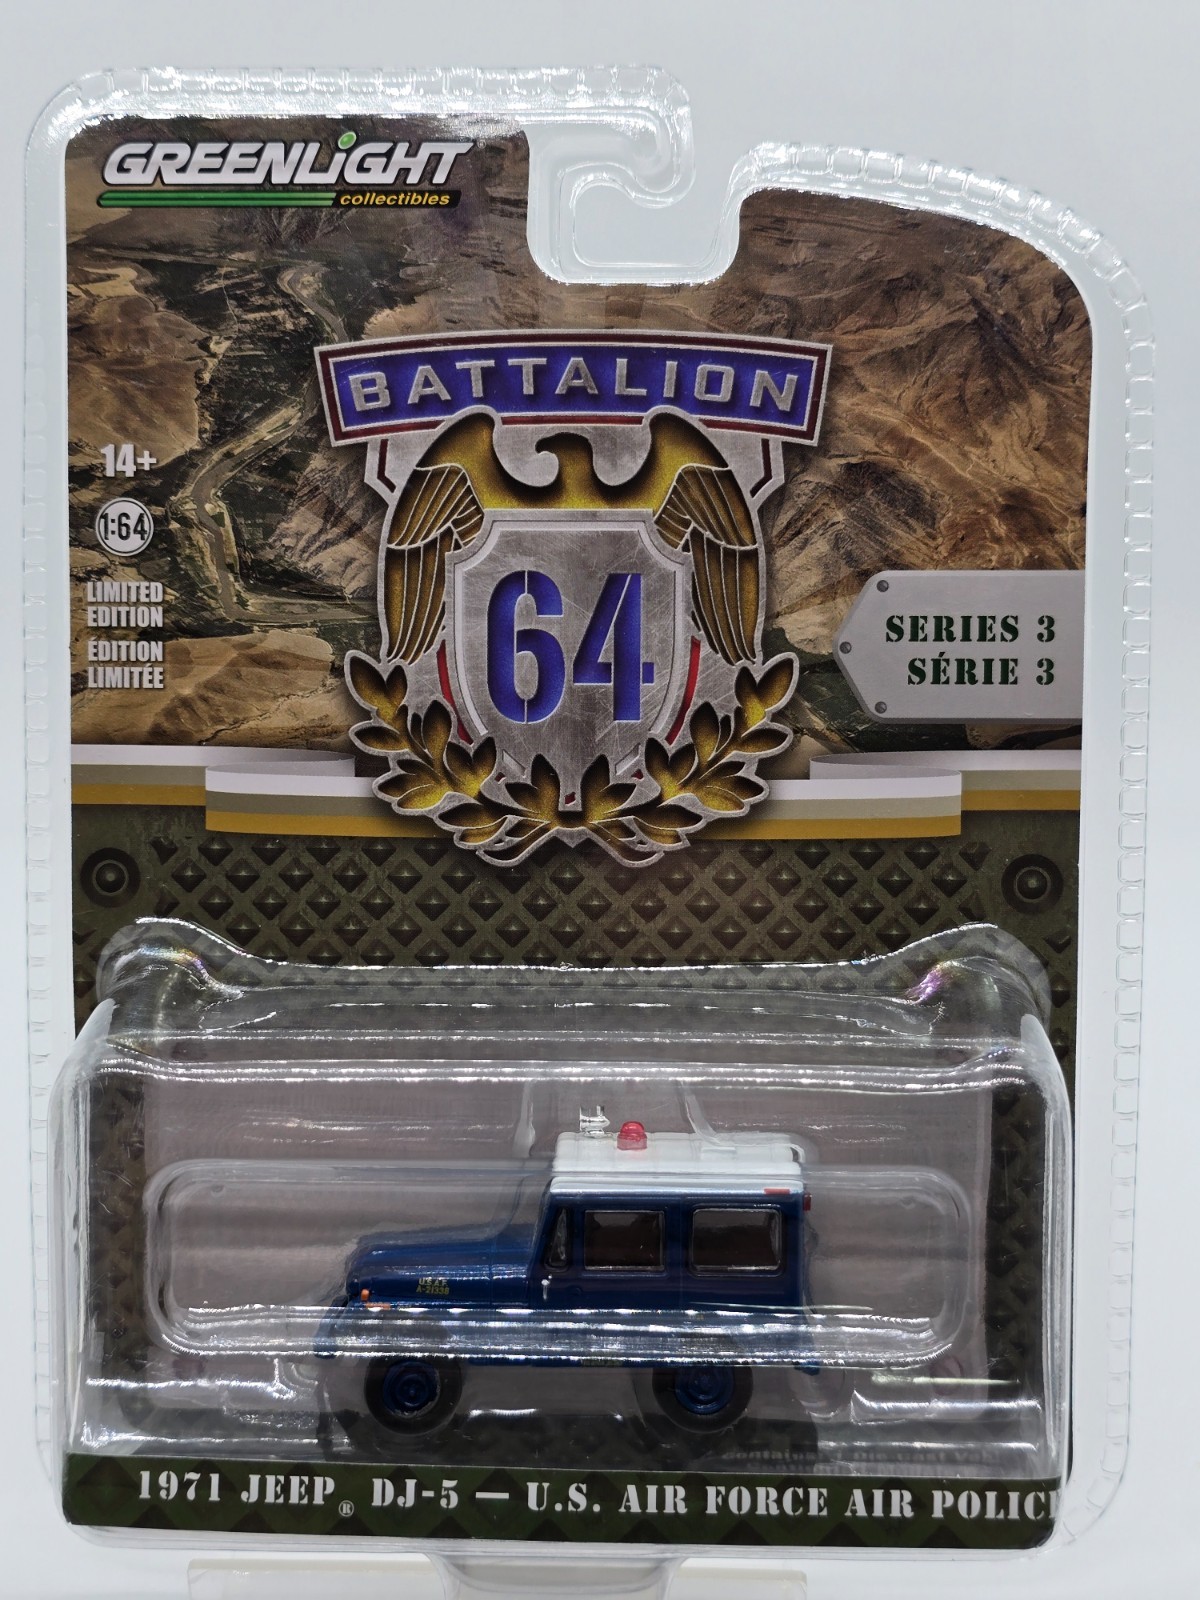 GREENLiGHT
collectibles
BATTALION
64
14+
1:64
LIMITED
EDITION
ÉDITION
LIMITÉE
SERIES 3
SÉRIE 3
U.S.A.F.
A-21338
1971 JEEP® DJ-5 — U.S. AIR FORCE AIR POLIC